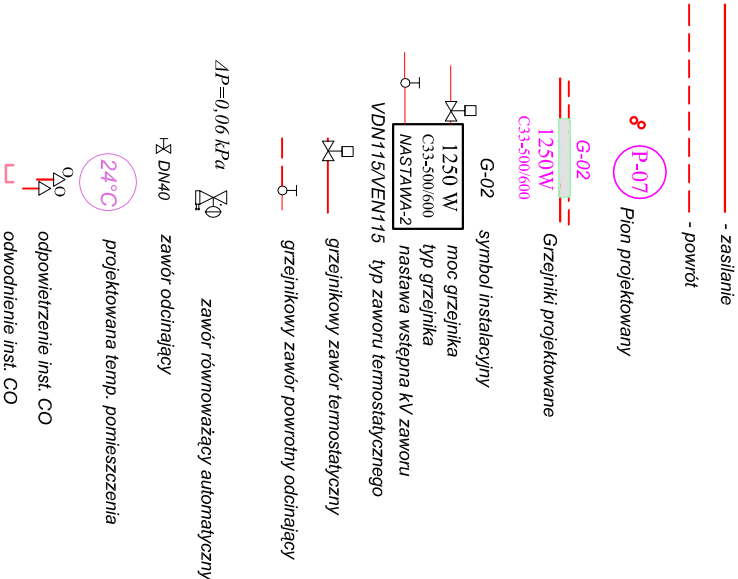 - zasilanie
- powrót
P-07
Pion projektowany
G-02
1250W
C33-500/600
Grzejniki projektowane
G-02
symbol instalacyjny
1250 W
moc grzejnika
C33-500/600
typ grzejnika
NASTAWA-2
nastawa wstępna kV zaworu
VDN115/VEN115
typ zaworu termostatycznego
grzejnikowy zawór termostatyczny
grzejnikowy zawór powrotny odcinający
ΔP=0,06 kPa
zawór równoważący automatyczny
DN40
zawór odcinający
24°C
projektowana temp. pomieszczenia
odpowietrzenie inst. CO
odwodnienie inst. CO